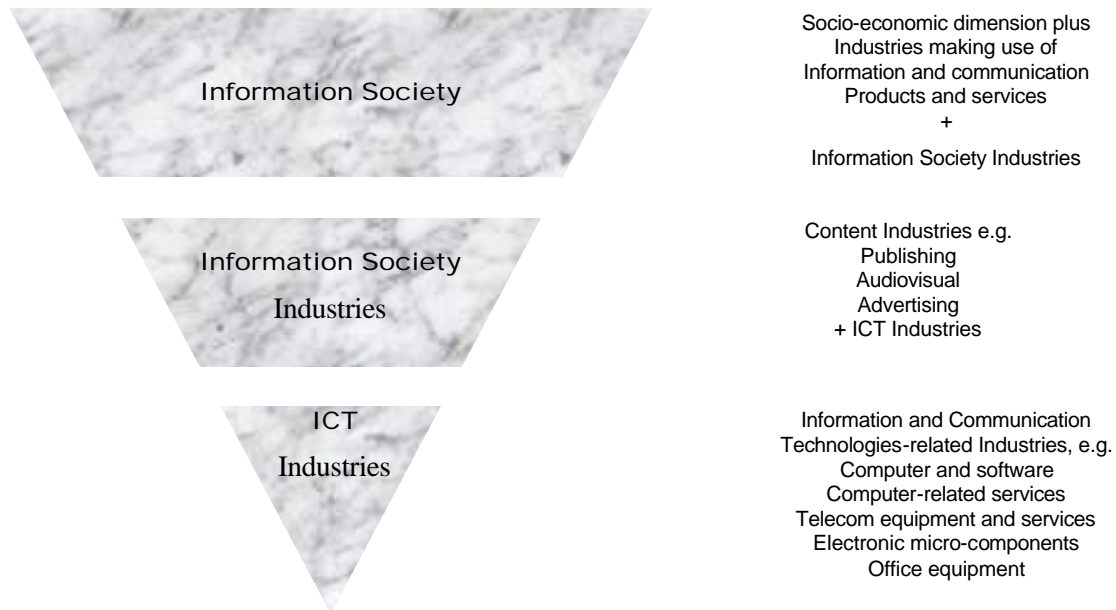 Information Society
Socio-economic dimension plus
Industries making use of
Information and communication
Products and services
+
Information Society Industries
Information Society
Industries
Content Industries e.g.
Publishing
Audiovisual
Advertising
+ ICT Industries
ICT
Industries
Information and Communication
Technologies-related Industries, e.g.
Computer and software
Computer-related services
Telecom equipment and services
Electronic micro-components
Office equipment